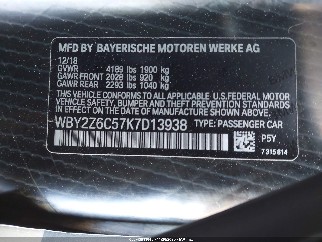 MFD BY BAYERISCHE MOTOREN WERKE AG
12/18
GVWR 4189 lbs 1900 kg
GAWR FRONT 2028 lbs 920 kg
GAWR REAR 2293 lbs 1040 kg
THIS VEHICLE CONFORMS TO ALL APPLICABLE U.S. FEDERAL
MOTOR VEHICLE SAFETY, BUMPER, AND THEFT PREVENTION
STANDARDS IN EFFECT ON THE DATE OF MANUFACTURE
SHOWN ABOVE.
WBY2Z6C57K7D13938 TYPE: PASSENGER CAR
P5Z
7315614